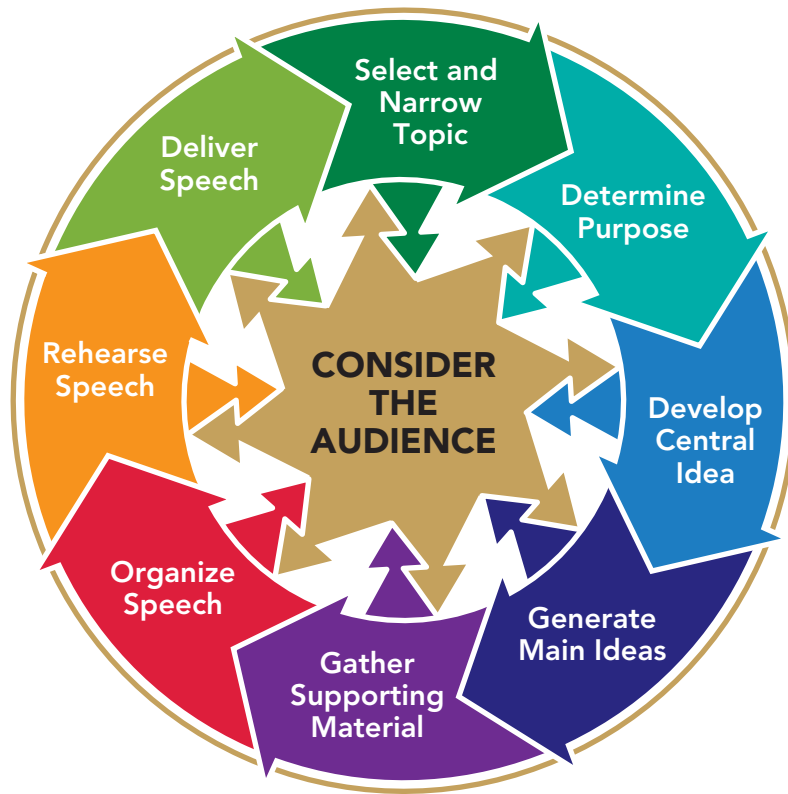 Select and
Narrow
Topic
Determine
Purpose
Develop
Central
Idea
Generate
Main Ideas
Gather
Supporting
Material
Organize
Speech
Rehearse
Speech
Deliver
Speech
CONSIDER
THE
AUDIENCE